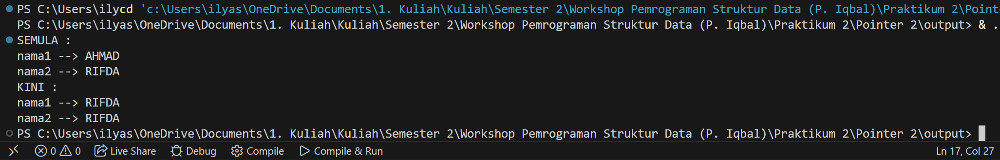 PS C:\Users\ilycd 'c:\Users\ilyas\OneDrive\Documents\1. Kuliah\Kuliah\Semester 2\Workshop Pemrograman Struktur Data (P. Iqbal)\Praktikum 2\Point
PS C:\Users\ilyas\OneDrive\Documents\1. Kuliah\Kuliah\Semester 2\Workshop Pemrograman Struktur Data (P. Iqbal)\Praktikum 2\Pointer 2\output> & .
SEMULA :
nama1 --> AHMAD
nama2 --> RIFDA
KINI :
nama1 --> RIFDA
nama2 --> RIFDA
PS C:\Users\ilyas\OneDrive\Documents\1. Kuliah\Kuliah\Semester 2\Workshop Pemrograman Struktur Data (P. Iqbal)\Praktikum 2\Pointer 2\output>
0 0 Live Share Debug Compile Compile & Run Ln 17, Col 27